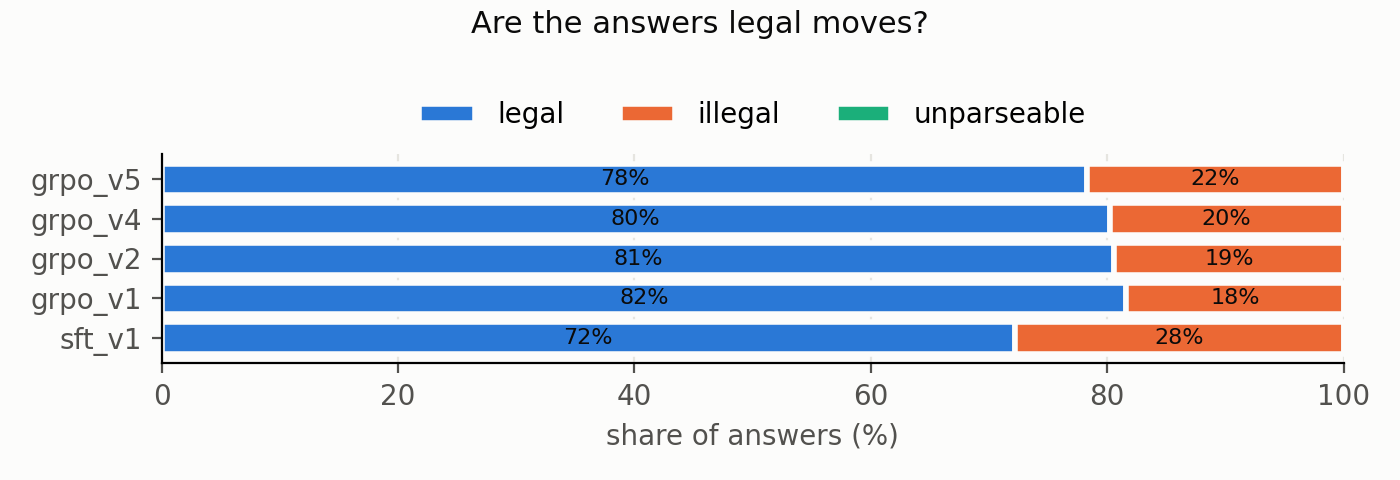 Are the answers legal moves?
legal illegal unparseable
grpo_v5 78% 22%
grpo_v4 80% 20%
grpo_v2 81% 19%
grpo_v1 82% 18%
sft_v1 72% 28%
0 20 40 60 80 100
share of answers (%)